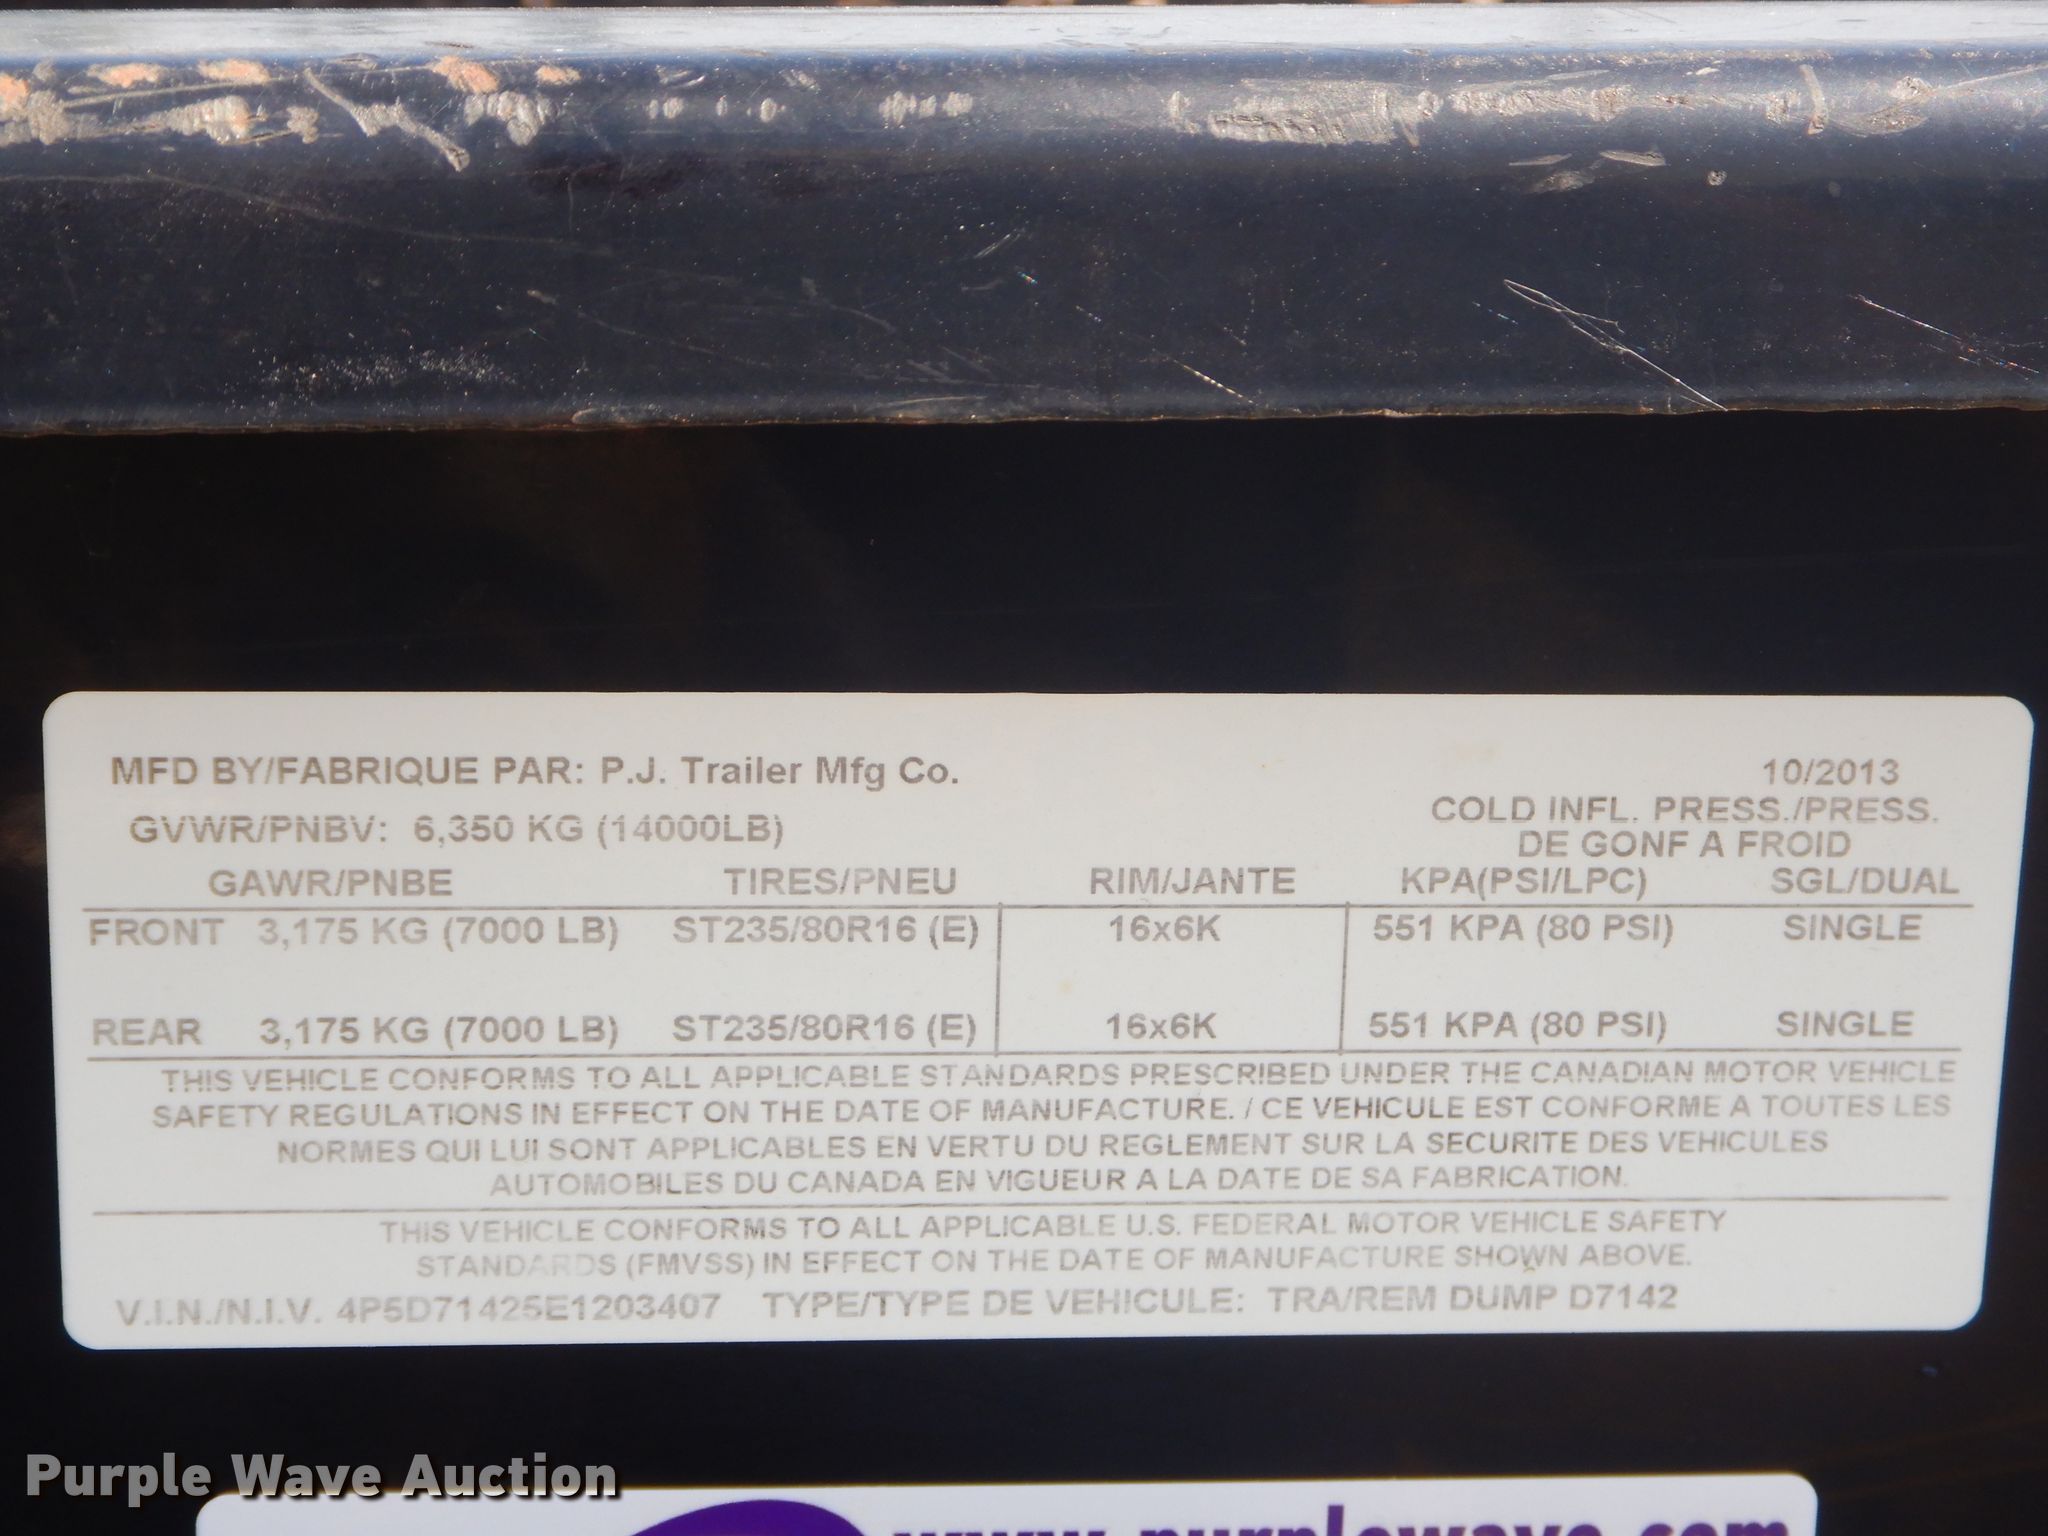 MFD BY/FABRIQUE PAR: P.J. Trailer Mfg Co. 10/2013
GVWR/PNBV: 6,350 KG (14000LB) COLD INFL. PRESS./PRESS.
DE GONF A FROID
GAWR/PNBE TIRES/PNEU RIM/JANTE KPA(PSI/LPC) SGL/DUAL
FRONT 3,175 KG (7000 LB) ST235/80R16 (E) 16x6K 551 KPA (80 PSI) SINGLE
REAR 3,175 KG (7000 LB) ST235/80R16 (E) 16x6K 551 KPA (80 PSI) SINGLE
THIS VEHICLE CONFORMS TO ALL APPLICABLE STANDARDS PRESCRIBED UNDER THE CANADIAN MOTOR VEHICLE
SAFETY REGULATIONS IN EFFECT ON THE DATE OF MANUFACTURE. / CE VEHICULE EST CONFORME A TOUTES LES
NORMES QUI LUI SONT APPLICABLES EN VERTU DU REGLEMENT SUR LA SECURITE DES VEHICULES
AUTOMOBILES DU CANADA EN VIGUEUR A LA DATE DE SA FABRICATION.
THIS VEHICLE CONFORMS TO ALL APPLICABLE U.S. FEDERAL MOTOR VEHICLE SAFETY
STANDARDS (FMVSS) IN EFFECT ON THE DATE OF MANUFACTURE SHOWN ABOVE.
V.I.N./N.I.V. 4P5D71425E1203407 TYPE/TYPE DE VEHICULE: TRA/REM DUMP D7142
Purple Wave Auction
www.purplewave.com